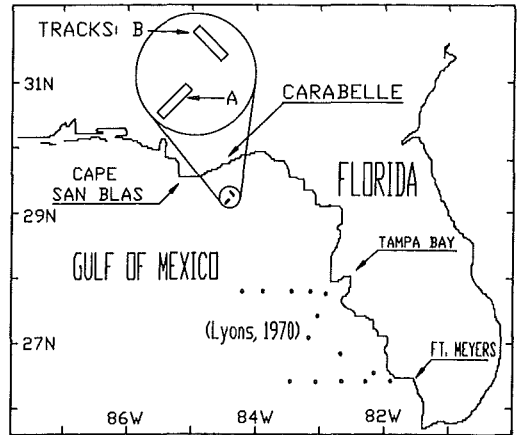 TRACKS: B
31N
A
CARABELLE
CAPE
SAN BLAS
FLORIDA
29N
TAMPA BAY
GULF OF MEXICO
(Lyons, 1970)
27N
FT. MEYERS
86W
84W
82W